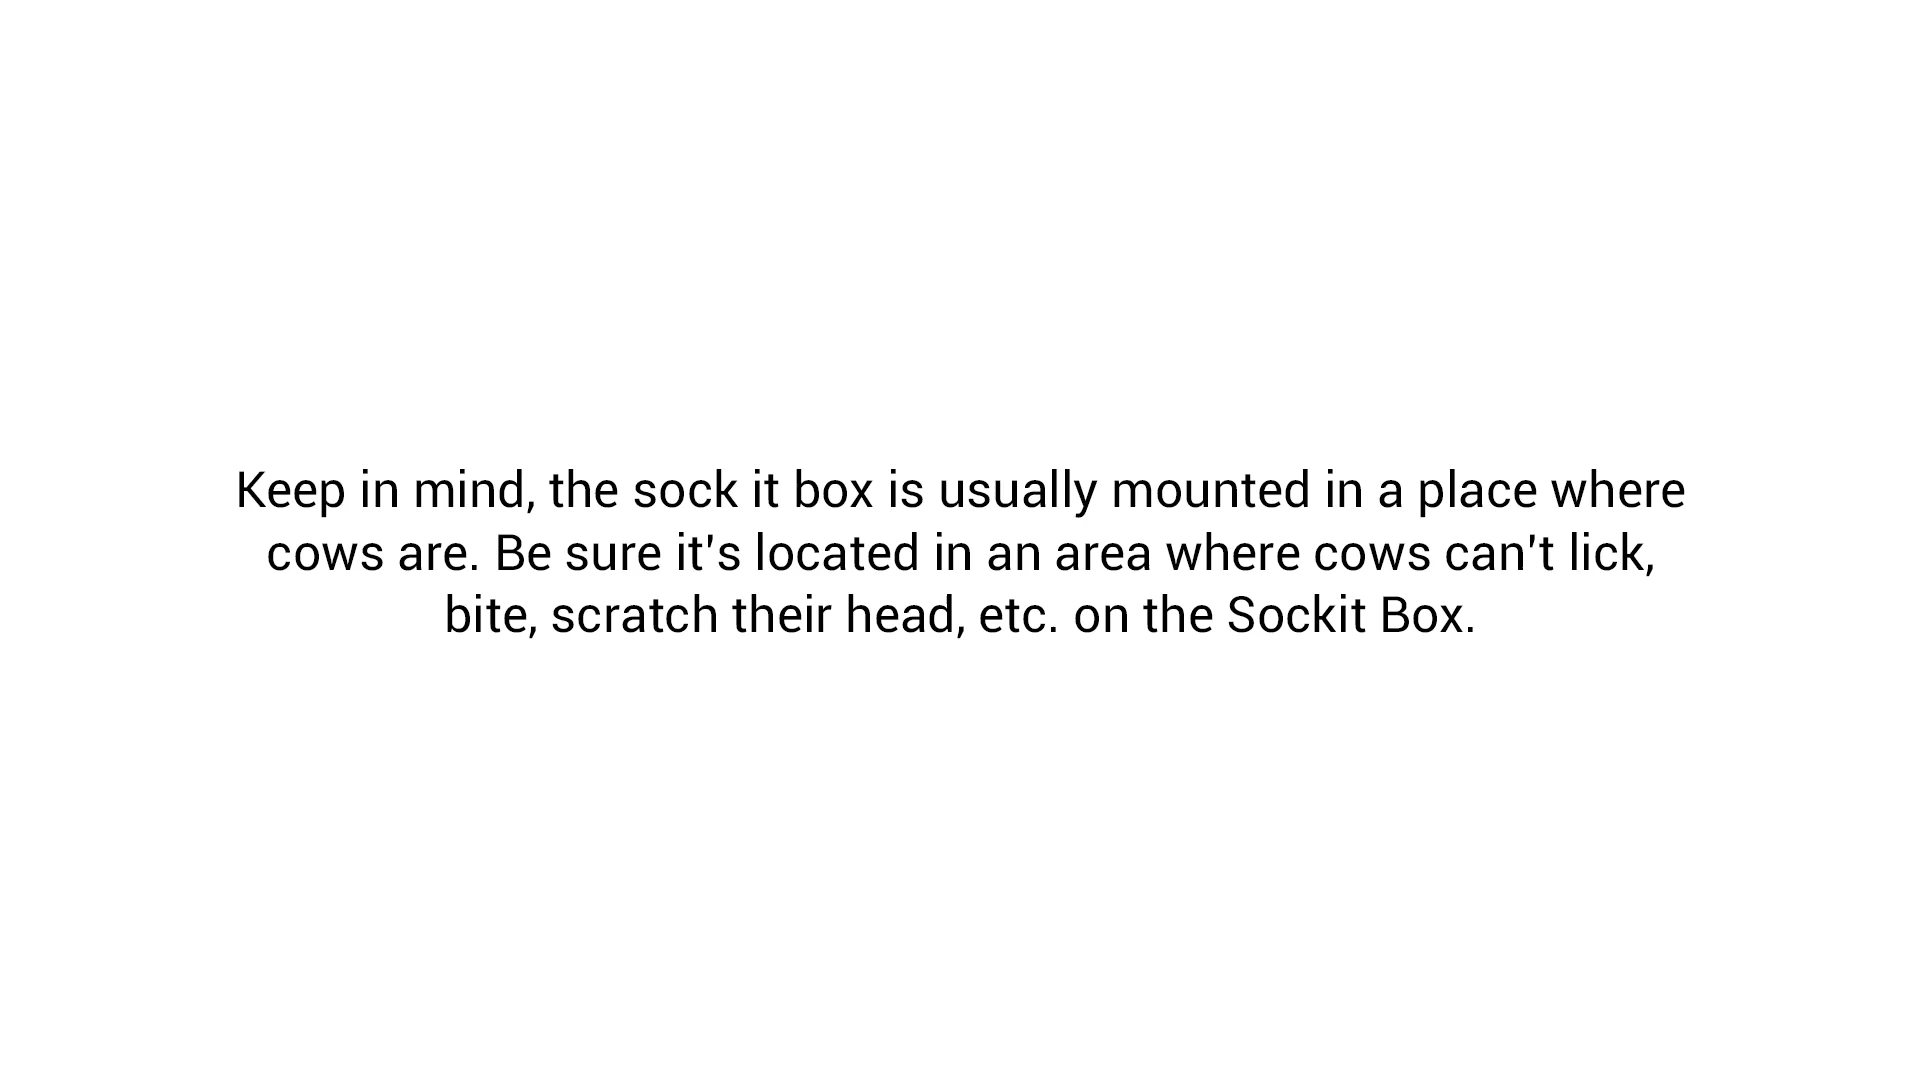 Keep in mind, the sock it box is usually mounted in a place where
cows are. Be sure it's located in an area where cows can't lick,
bite, scratch their head, etc. on the Sockit Box.